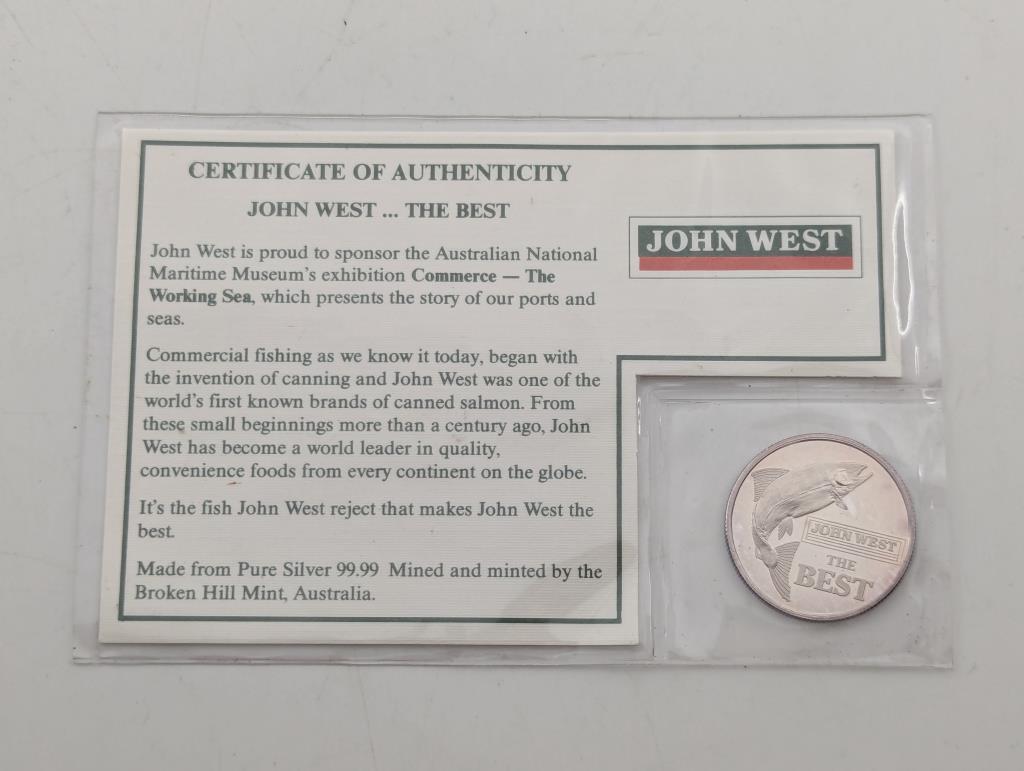 CERTIFICATE OF AUTHENTICITY
JOHN WEST ... THE BEST
John West is proud to sponsor the Australian National
Maritime Museum's exhibition Commerce — The
Working Sea, which presents the story of our ports and
seas.
Commercial fishing as we know it today, began with
the invention of canning and John West was one of the
world's first known brands of canned salmon. From
these small beginnings more than a century ago, John
West has become a world leader in quality,
convenience foods from every continent on the globe.
It's the fish John West reject that makes John West the
best.
Made from Pure Silver 99.99 Mined and minted by the
Broken Hill Mint, Australia.
JOHN WEST
JOHN WEST
THE
BEST